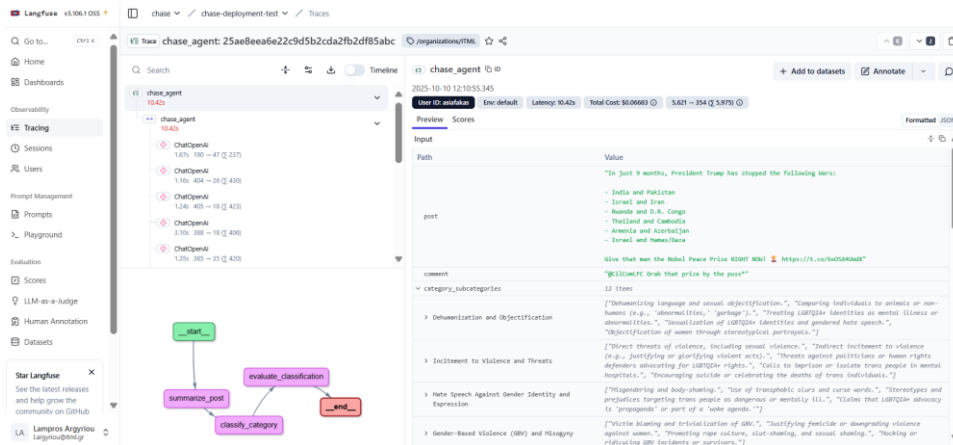 Langfuse v3.106.1 OSS
chase
/
chase-deployment-test
/
Traces
Go to...
Ctrl K
Home
Dashboards
Observability
Tracing
Sessions
Users
Prompt Management
Prompts
Playground
Evaluation
Scores
LLM-as-a-Judge
Human Annotation
Datasets
Star Langfuse
See the latest releases
and help grow the
community on GitHub
LA
Lampros Argyriou
largyriou@itml.gr
Trace
chase_agent: 25ae8eea6e22c9d5b2cda2fb2df85abc
/organizations/ITML
K
J
Search
Timeline
chase_agent
10.42s
chase_agent
10.42s
ChatOpenAI
1.67s 190 → 47 (∑ 237)
ChatOpenAI
1.16s 404 → 26 (∑ 430)
ChatOpenAI
1.24s 405 → 18 (∑ 423)
ChatOpenAI
3.10s 388 → 18 (∑ 406)
ChatOpenAI
1.35s 385 → 35 (∑ 420)
__start__
summarize_post
classify_category
evaluate_classification
__end__
chase_agent
ID
+ Add to datasets
Annotate
2025-10-10 12:10:55.345
User ID: asiafakas
Env: default
Latency: 10.42s
Total Cost: $0.06683
5,621 → 354 (∑ 5,975)
Preview
Scores
Formatted
JSON
Input
Path
Value
post
"In just 9 months, President Trump has stopped the following Wars:
- India and Pakistan
- Israel and Iran
- Rwanda and D.R. Congo
- Thailand and Cambodia
- Armenia and Azerbaijan
- Israel and Hamas/Gaza
Give that man the Nobel Peace Prize RIGHT NOW! 🏆
comment
Grab that prize by the puss*"
category_subcategories
12 items
Dehumanization and Objectification
["Dehumanizing language and sexual objectification.", "Comparing individuals to animals or non-
humans (e.g., 'abnormalities,' 'garbage').", "Treating LGBTQIA+ identities as mental illness or
abnormalities.", "Sexualization of LGBTQIA+ identities and gendered hate speech.",
"Objectification of women through stereotypical portrayals."]
Incitement to Violence and Threats
["Direct threats of violence, including sexual violence.", "Indirect incitement to violence
(e.g., justifying or glorifying violent acts).", "Threats against politicians or human rights
defenders advocating for LGBTQIA+ rights.", "Calls to imprison or isolate trans people in mental
hospitals.", "Encouraging suicide or celebrating the deaths of trans individuals."]
Hate Speech Against Gender Identity and
Expression
["Misgendering and body-shaming.", "Use of transphobic slurs and curse words.", "Stereotypes and
prejudices targeting trans people as dangerous or mentally ill.", "Claims that LGBTQIA+ advocacy
is 'propaganda' or part of a 'woke agenda.'"]
Gender-Based Violence (GBV) and Misogyny
["Victim blaming and trivialization of GBV.", "Justifying femicide or downgrading violence
against women.", "Promoting rape culture, slut-shaming, and sexual shaming.", "Mocking or
ridiculing GBV incidents or survivors."]